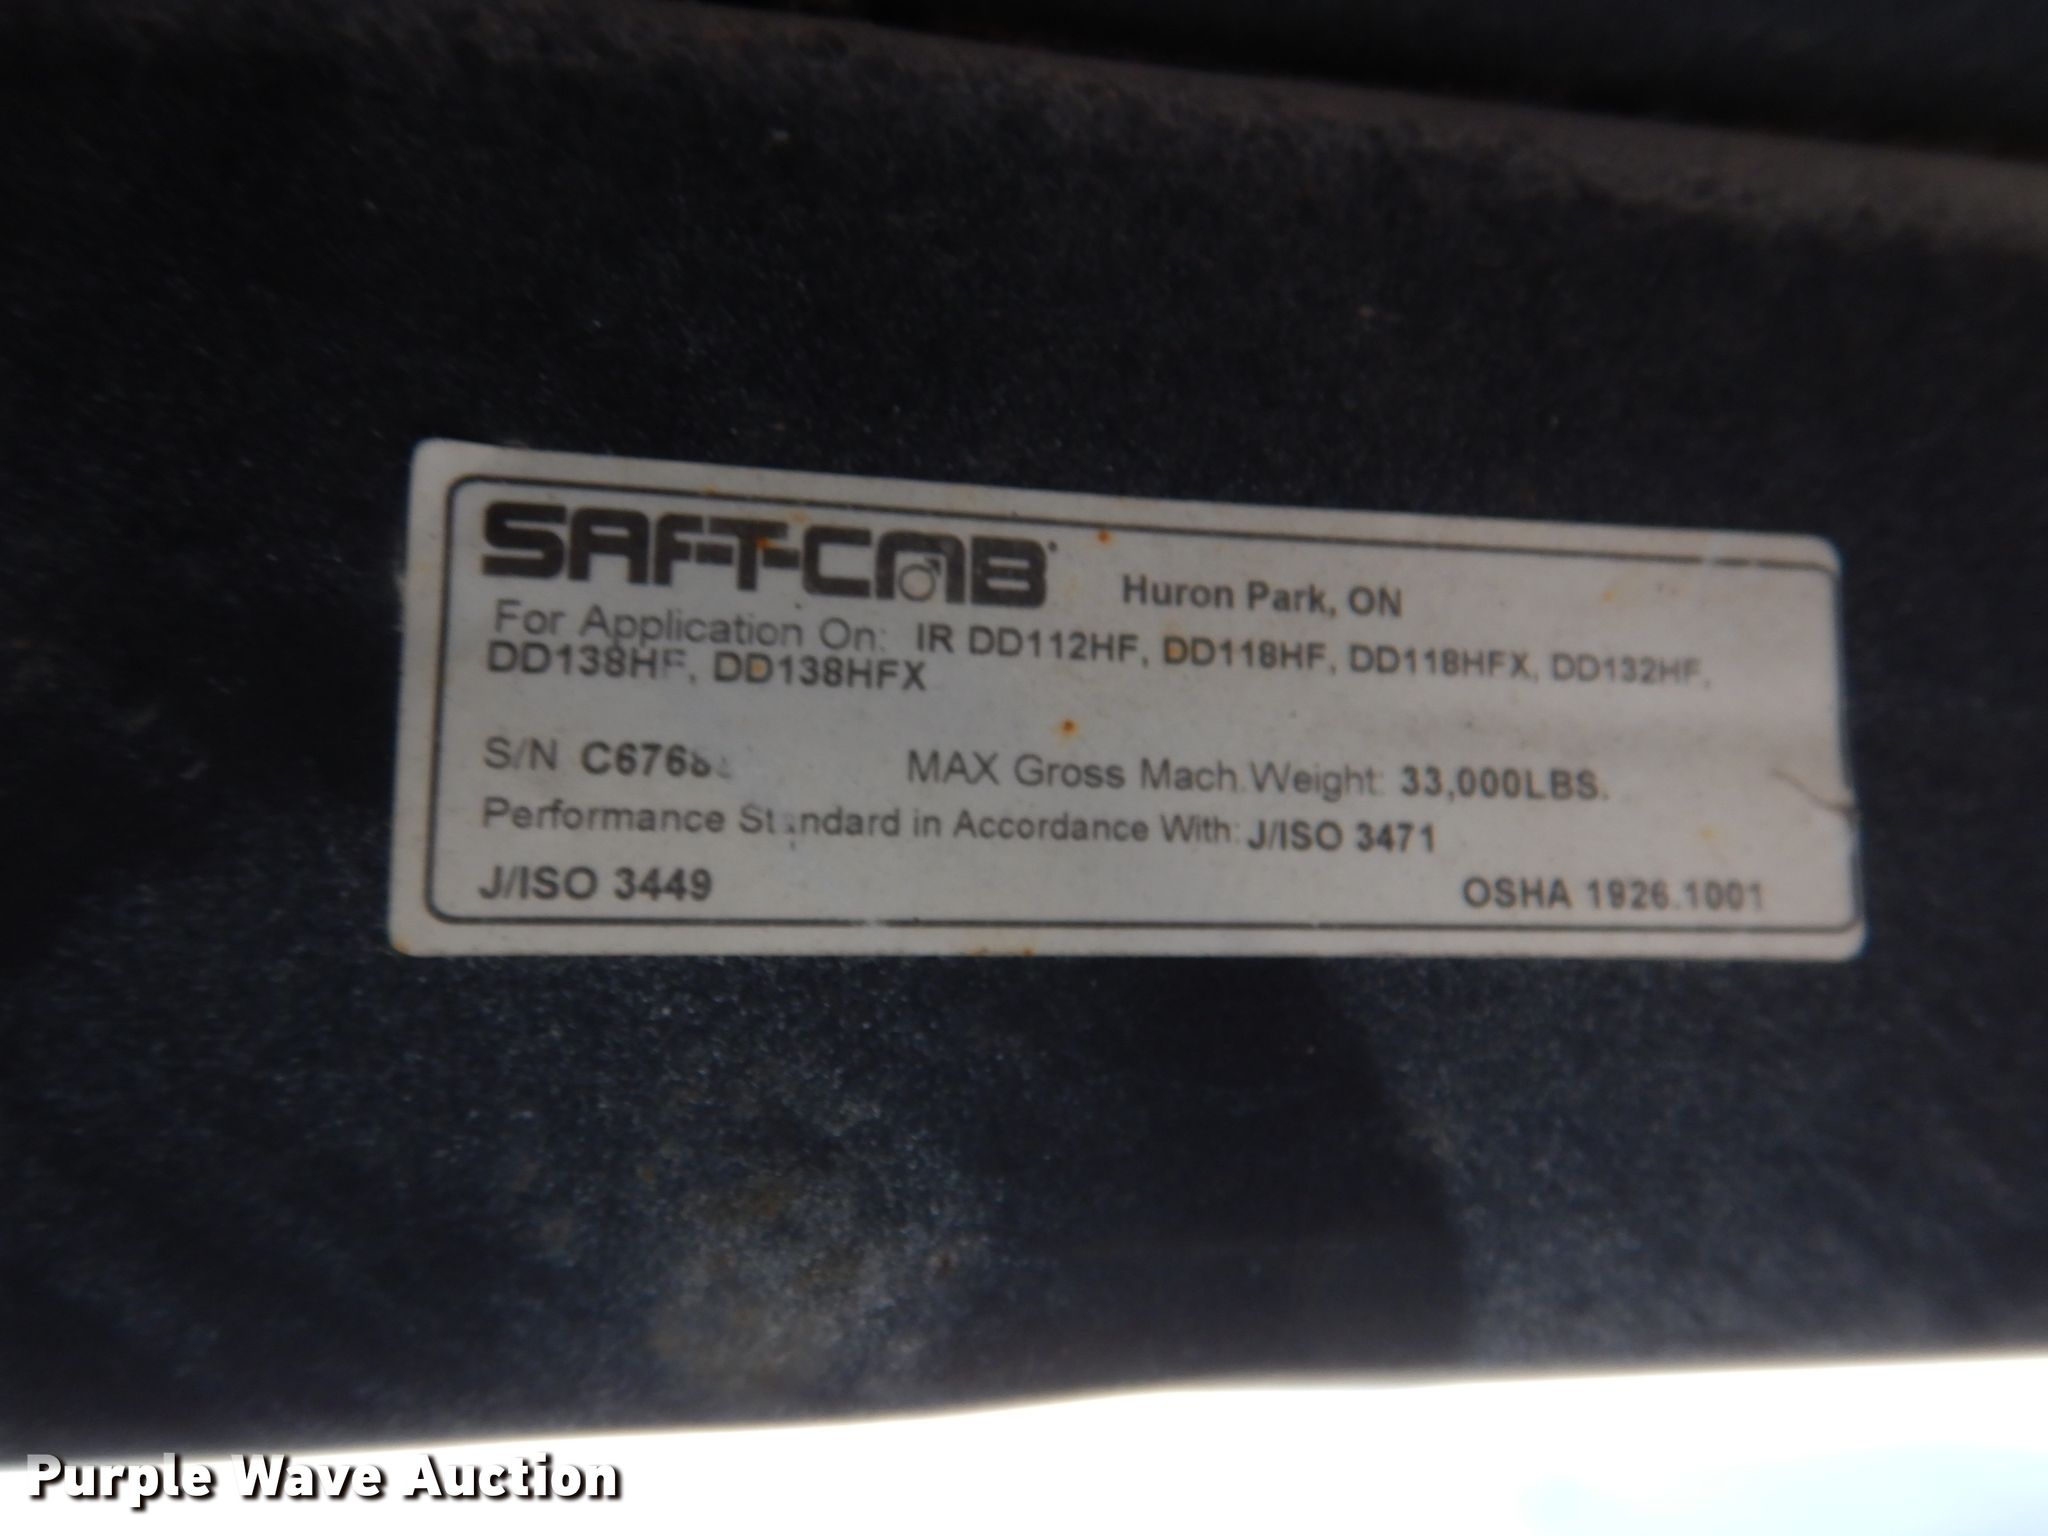 SAF-T-CAB Huron Park, ON
For Application On: IR DD112HF, DD118HF, DD118HFX, DD132HF,
DD138HF, DD138HFX
S/N MAX Gross Mach.Weight: 33,000LBS.
Performance Standard in Accordance With: J/ISO 3471
J/ISO 3449 OSHA 1926.1001
Purple Wave Auction